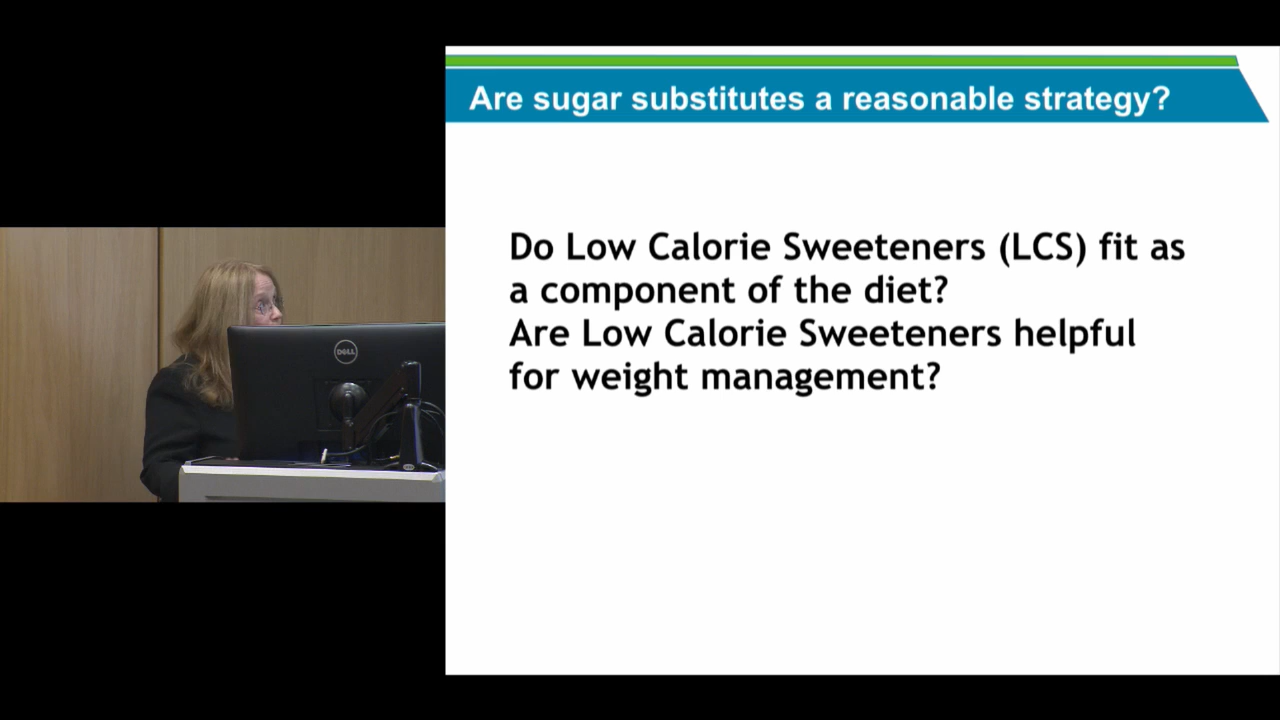 Are sugar substitutes a reasonable strategy?
Do Low Calorie Sweeteners (LCS) fit as
a component of the diet?
Are Low Calorie Sweeteners helpful
for weight management?
DELL